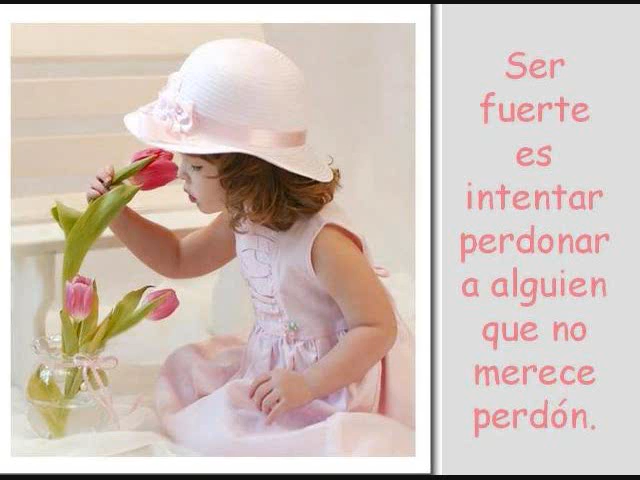 Ser
fuerte
es
intentar
perdonar
a alguien
que no
merece
perdón.